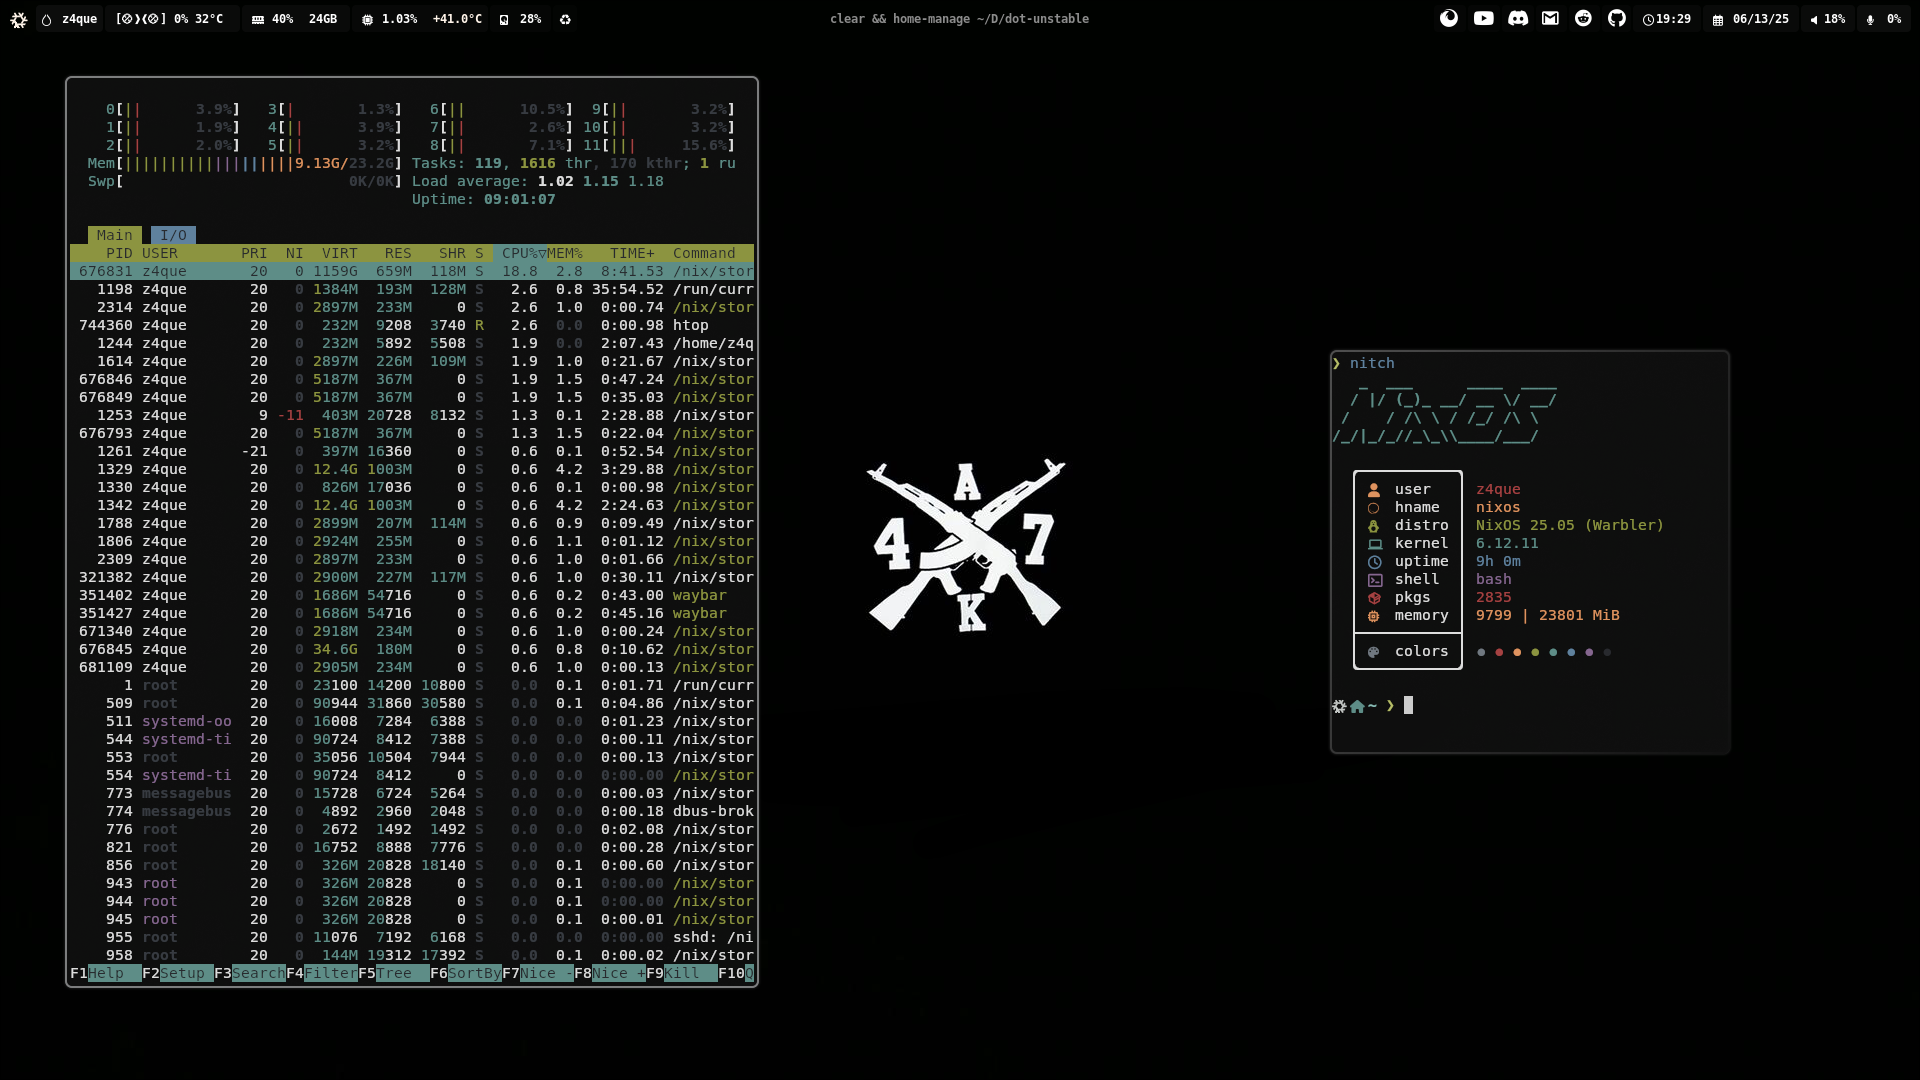 z4que 0% 32°C 40% 24GB 1.03% +41.0°C 28% clear && home-manage ~/D/dot-unstable 19:29 06/13/25 18% 0%
0[|| 3.9%] 3[| 1.3%] 6[|| 10.5%] 9[|| 3.2%]
1[|| 1.9%] 4[|| 3.9%] 7[|| 2.6%] 10[|| 3.2%]
2[|| 2.0%] 5[|| 3.2%] 8[|| 7.1%] 11[||| 15.6%]
Mem[|||||||||||||||||||9.13G/23.2G] Tasks: 119, 1616 thr, 170 kthr; 1 ru
Swp[ 0K/0K] Load average: 1.02 1.15 1.18
Uptime: 09:01:07
Main I/O
PID USER PRI NI VIRT RES SHR S CPU%▽MEM% TIME+ Command
676831 z4que 20 0 1159G 659M 118M S 18.8 2.8 8:41.53 /nix/stor
1198 z4que 20 0 1384M 193M 128M S 2.6 0.8 35:54.52 /run/curr
2314 z4que 20 0 2897M 233M 0 S 2.6 1.0 0:00.74 /nix/stor
744360 z4que 20 0 232M 9208 3740 R 2.6 0.0 0:00.98 htop
1244 z4que 20 0 232M 5892 5508 S 1.9 0.0 2:07.43 /home/z4q
1614 z4que 20 0 2897M 226M 109M S 1.9 1.0 0:21.67 /nix/stor
676846 z4que 20 0 5187M 367M 0 S 1.9 1.5 0:47.24 /nix/stor
676849 z4que 20 0 5187M 367M 0 S 1.9 1.5 0:35.03 /nix/stor
1253 z4que 9 -11 403M 20728 8132 S 1.3 0.1 2:28.88 /nix/stor
676793 z4que 20 0 5187M 367M 0 S 1.3 1.5 0:22.04 /nix/stor
1261 z4que -21 0 397M 16360 0 S 0.6 0.1 0:52.54 /nix/stor
1329 z4que 20 0 12.4G 1003M 0 S 0.6 4.2 3:29.88 /nix/stor
1330 z4que 20 0 826M 17036 0 S 0.6 0.1 0:00.98 /nix/stor
1342 z4que 20 0 12.4G 1003M 0 S 0.6 4.2 2:24.63 /nix/stor
1788 z4que 20 0 2899M 207M 114M S 0.6 0.9 0:09.49 /nix/stor
1806 z4que 20 0 2924M 255M 0 S 0.6 1.1 0:01.12 /nix/stor
2309 z4que 20 0 2897M 233M 0 S 0.6 1.0 0:01.66 /nix/stor
321382 z4que 20 0 2900M 227M 117M S 0.6 1.0 0:30.11 /nix/stor
351402 z4que 20 0 1686M 54716 0 S 0.6 0.2 0:43.00 waybar
351427 z4que 20 0 1686M 54716 0 S 0.6 0.2 0:45.16 waybar
671340 z4que 20 0 2918M 234M 0 S 0.6 1.0 0:00.24 /nix/stor
676845 z4que 20 0 34.6G 180M 0 S 0.6 0.8 0:10.62 /nix/stor
681109 z4que 20 0 2905M 234M 0 S 0.6 1.0 0:00.13 /nix/stor
1 root 20 0 23100 14200 10800 S 0.0 0.1 0:01.71 /run/curr
509 root 20 0 90944 31860 30580 S 0.0 0.1 0:04.86 /nix/stor
511 systemd-oo 20 0 16008 7284 6388 S 0.0 0.0 0:01.23 /nix/stor
544 systemd-ti 20 0 90724 8412 7388 S 0.0 0.0 0:00.11 /nix/stor
553 root 20 0 35056 10504 7944 S 0.0 0.0 0:00.13 /nix/stor
554 systemd-ti 20 0 90724 8412 0 S 0.0 0.0 0:00.00 /nix/stor
773 messagebus 20 0 15728 6724 5264 S 0.0 0.0 0:00.03 /nix/stor
774 messagebus 20 0 4892 2960 2048 S 0.0 0.0 0:00.18 dbus-brok
776 root 20 0 2672 1492 1492 S 0.0 0.0 0:02.08 /nix/stor
821 root 20 0 16752 8888 7776 S 0.0 0.0 0:00.28 /nix/stor
856 root 20 0 326M 20828 18140 S 0.0 0.1 0:00.60 /nix/stor
943 root 20 0 326M 20828 0 S 0.0 0.1 0:00.00 /nix/stor
944 root 20 0 326M 20828 0 S 0.0 0.1 0:00.00 /nix/stor
945 root 20 0 326M 20828 0 S 0.0 0.1 0:00.01 /nix/stor
955 root 20 0 11076 7192 6168 S 0.0 0.0 0:00.00 sshd: /ni
958 root 20 0 144M 19312 17392 S 0.0 0.1 0:00.02 /nix/stor
F1Help F2Setup F3SearchF4FilterF5Tree F6SortByF7Nice -F8Nice +F9Kill F10Q
A
4 7
K
❯ nitch
user z4que
hname nixos
distro NixOS 25.05 (Warbler)
kernel 6.12.11
uptime 9h 0m
shell bash
pkgs 2835
memory 9799 | 23801 MiB
colors
~ ❯